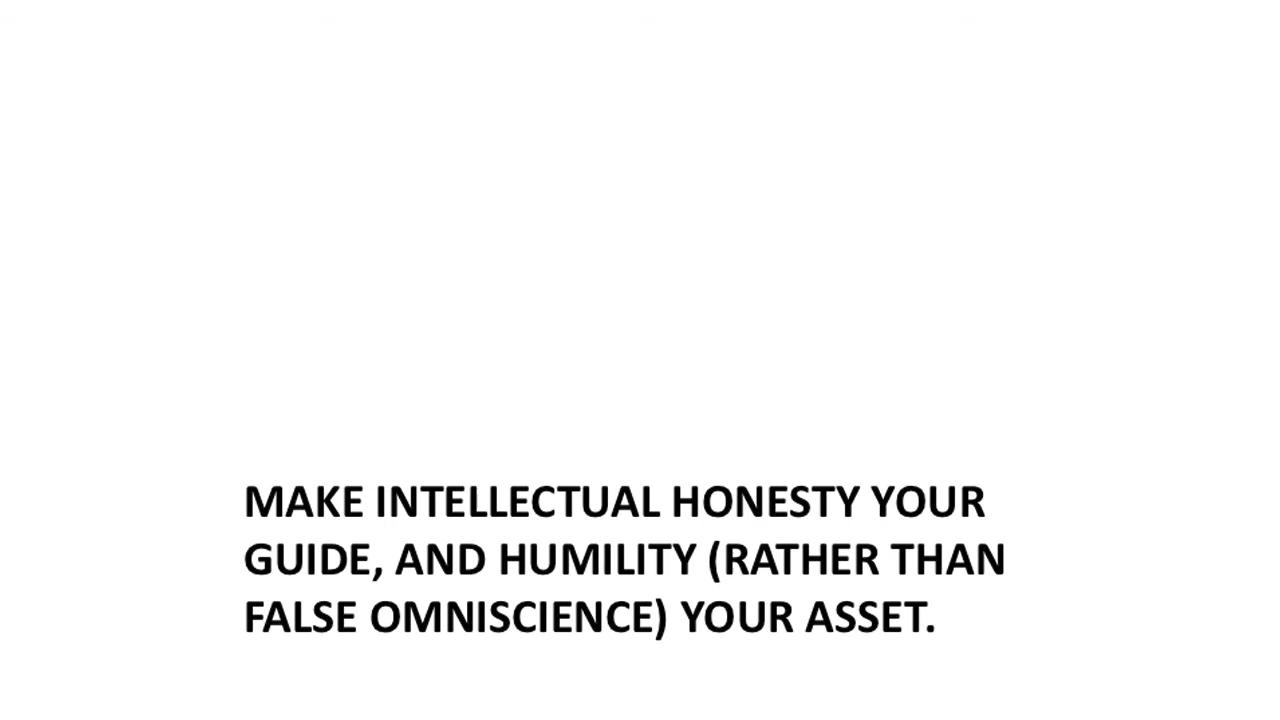 MAKE INTELLECTUAL HONESTY YOUR
GUIDE, AND HUMILITY (RATHER THAN
FALSE OMNISCIENCE) YOUR ASSET.